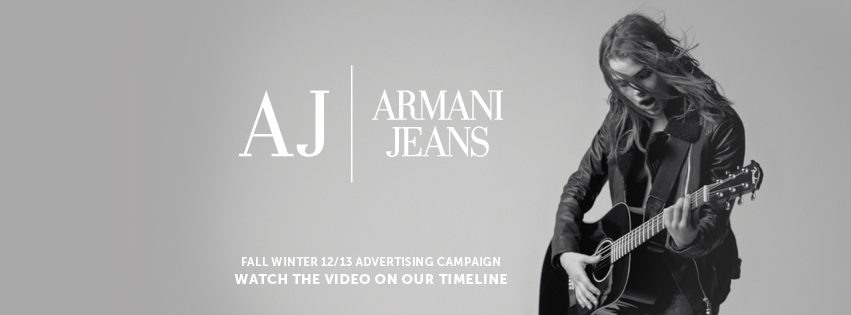 AJ
ARMANI
JEANS
FALL WINTER 12/13 ADVERTISING CAMPAIGN
WATCH THE VIDEO ON OUR TIMELINE